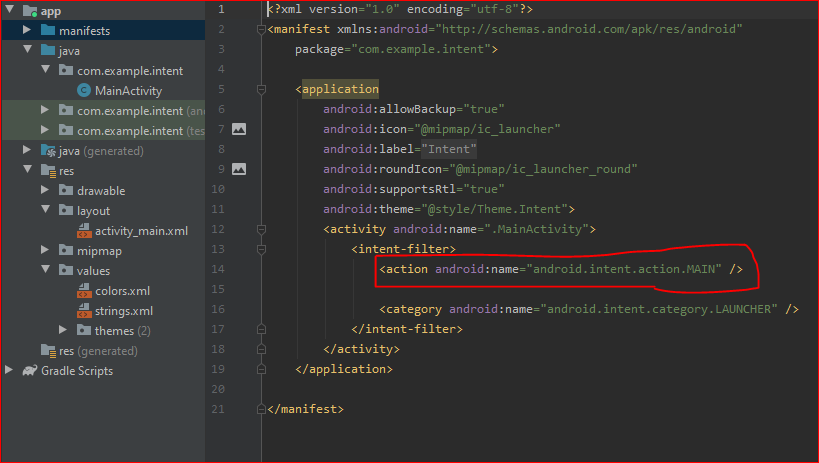 app
manifests
java
com.example.intent
MainActivity
com.example.intent (an
com.example.intent (tes
java (generated)
res
drawable
layout
activity_main.xml
mipmap
values
colors.xml
strings.xml
themes (2)
res (generated)
Gradle Scripts
1 <?xml version="1.0" encoding="utf-8"?>
2 <manifest xmlns:android="http://schemas.android.com/apk/res/android"
3 package="com.example.intent">
4
5 <application
6 android:allowBackup="true"
7 android:icon="@mipmap/ic_launcher"
8 android:label="Intent"
9 android:roundIcon="@mipmap/ic_launcher_round"
10 android:supportsRtl="true"
11 android:theme="@style/Theme.Intent">
12 <activity android:name=".MainActivity">
13 <intent-filter>
14 <action android:name="android.intent.action.MAIN" />
15
16 <category android:name="android.intent.category.LAUNCHER" />
17 </intent-filter>
18 </activity>
19 </application>
20
21 </manifest>